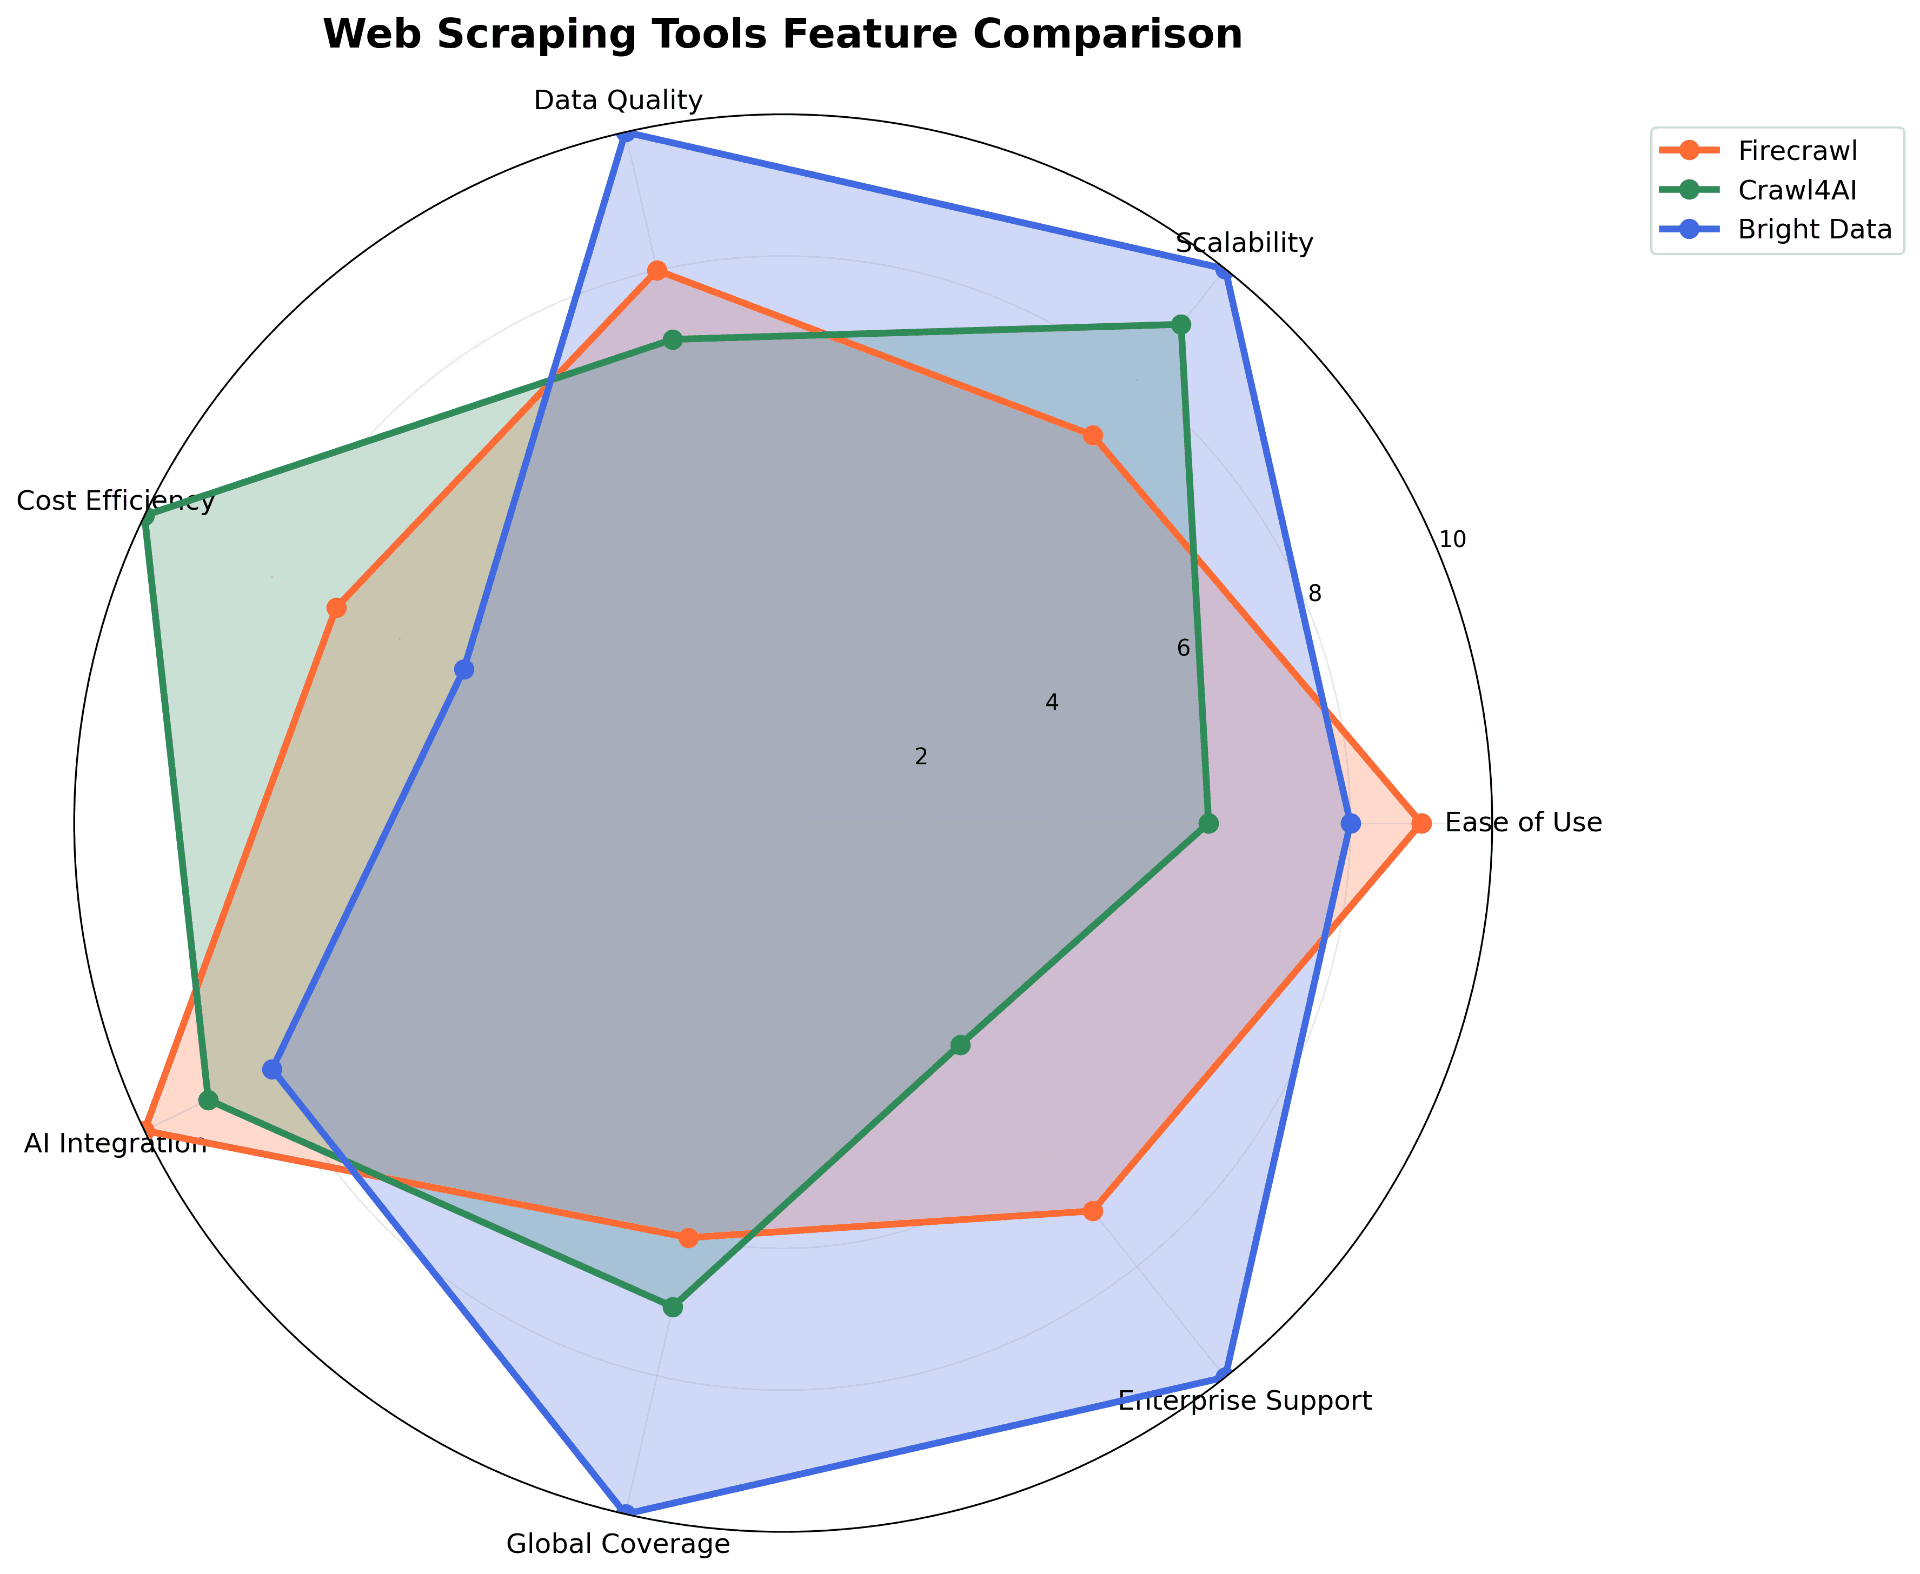 Web Scraping Tools Feature Comparison
Data Quality
Firecrawl
Crawl4AI
Bright Data
Scalability
Cost Efficiency
10
8
6
4
2
Ease of Use
AI Integration
Enterprise Support
Global Coverage